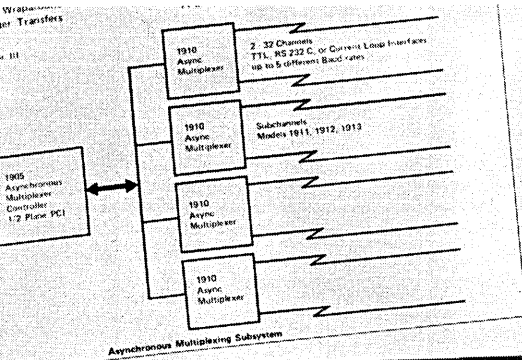 Transfers
III
1910
Async
Multiplexer
2 - 32 Channels
TTL, RS 232 C, or Current Loop Interfaces
up to 5 different Baud rates
1910
Async
Multiplexer
Subchannels
Models 1911, 1912, 1913
1905
Asynchronous
Multiplexer
Controller
1/2 Plane PCI
1910
Async
Multiplexer
1910
Async
Multiplexer
Asynchronous Multiplexing Subsystem